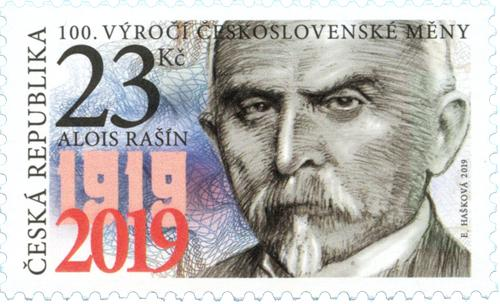 100. VÝROČÍ ČESKOSLOVENSKÉ MĚNY
23 Kč
ALOIS RAŠÍN
1919
2019
ČESKÁ REPUBLIKA
E. HAŠKOVÁ 2019